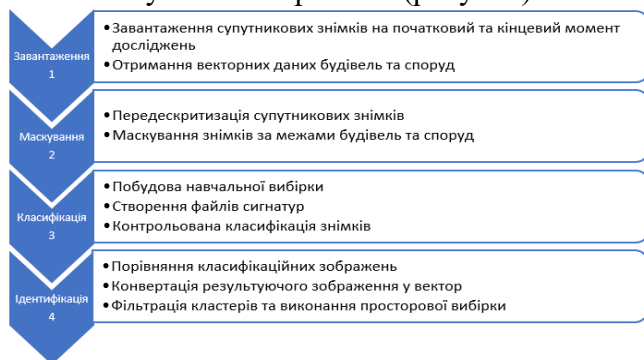 Завантаження
1
•Завантаження супутникових знімків на початковий та кінцевий момент
досліджень
•Отримання векторних даних будівель та споруд
Маскування
2
•Передескритизація супутникових знімків
•Маскування знімків за межами будівель та споруд
Класифікація
3
•Побудова навчальної вибірки
•Створення файлів сигнатур
•Контрольована класифікація знімків
Ідентифікація
4
•Порівняння класифікаційних зображень
•Конвертація результуючого зображення у вектор
•Фільтрація кластерів та виконання просторової вибірки